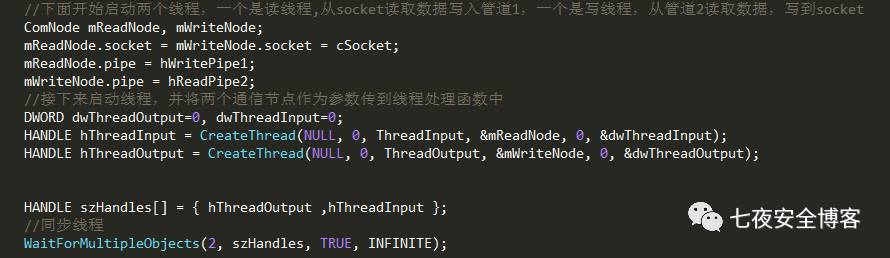 //下面开始启动两个线程，一个是读线程,从socket读取数据写入管道1，一个是写线程，从管道2读取数据，写到socket
ComNode mReadNode, mWriteNode;
mReadNode.socket = mWriteNode.socket = cSocket;
mReadNode.pipe = hWritePipe1;
mWriteNode.pipe = hReadPipe2;
//接下来启动线程，并将两个通信节点作为参数传到线程处理函数中
DWORD dwThreadOutput=0, dwThreadInput=0;
HANDLE hThreadInput = CreateThread(NULL, 0, ThreadInput, &mReadNode, 0, &dwThreadInput);
HANDLE hThreadOutput = CreateThread(NULL, 0, ThreadOutput, &mWriteNode, 0, &dwThreadOutput);
HANDLE szHandles[] = { hThreadOutput ,hThreadInput };
//同步线程
WaitForMultipleObjects(2, szHandles, TRUE, INFINITE);
七夜安全博客